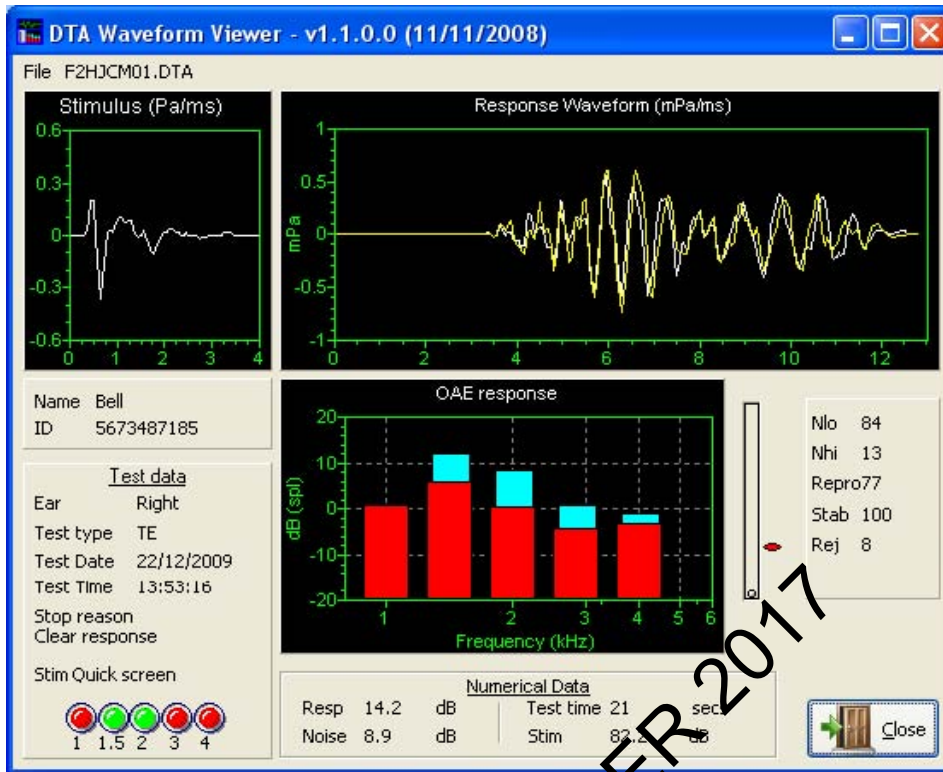 DTA Waveform Viewer - v1.1.0.0 (11/11/2008)
File F2HJCM01.DTA
Stimulus (Pa/ms)
0.6
0.3
0
-0.3
-0.6
0 1 2 3 4
Response Waveform (mPa/ms)
mPa
1
0.5
0
-0.5
-1
0 2 4 6 8 10 12
Name Bell
ID 5673487185
Test data
Ear Right
Test type TE
Test Date 22/12/2009
Test Time 13:53:16
Stop reason
Clear response
Stim Quick screen
1 1.5 2 3 4
OAE response
dB (spl)
20
10
0
-10
-20
1 2 3 4 5 6
Frequency (kHz)
Nlo 84
Nhi 13
Repro77
Stab 100
Rej 8
Numerical Data
Resp 14.2 dB Test time 21 sec
Noise 8.9 dB Stim 82. dB
Close
ER 2017